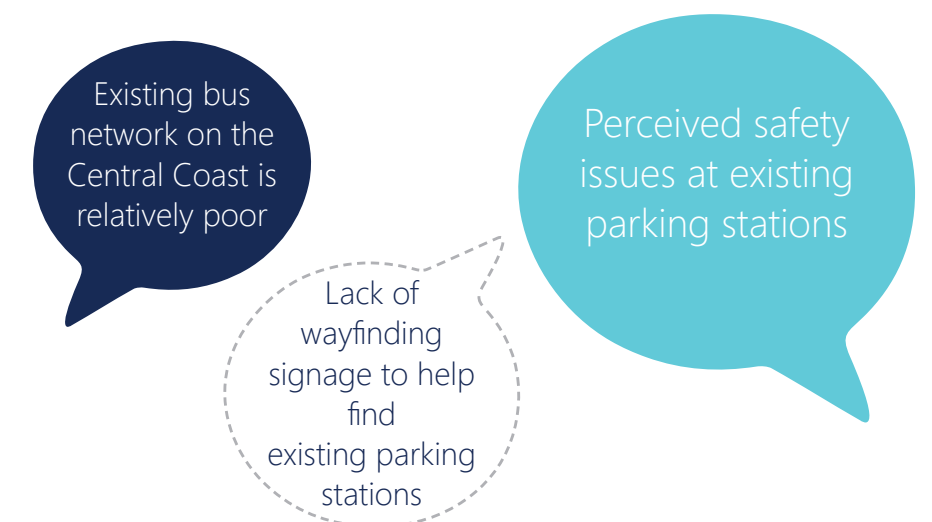 Existing bus
network on the
Central Coast is
relatively poor
Perceived safety
issues at existing
parking stations
Lack of
wayfinding
signage to help
find
existing parking
stations